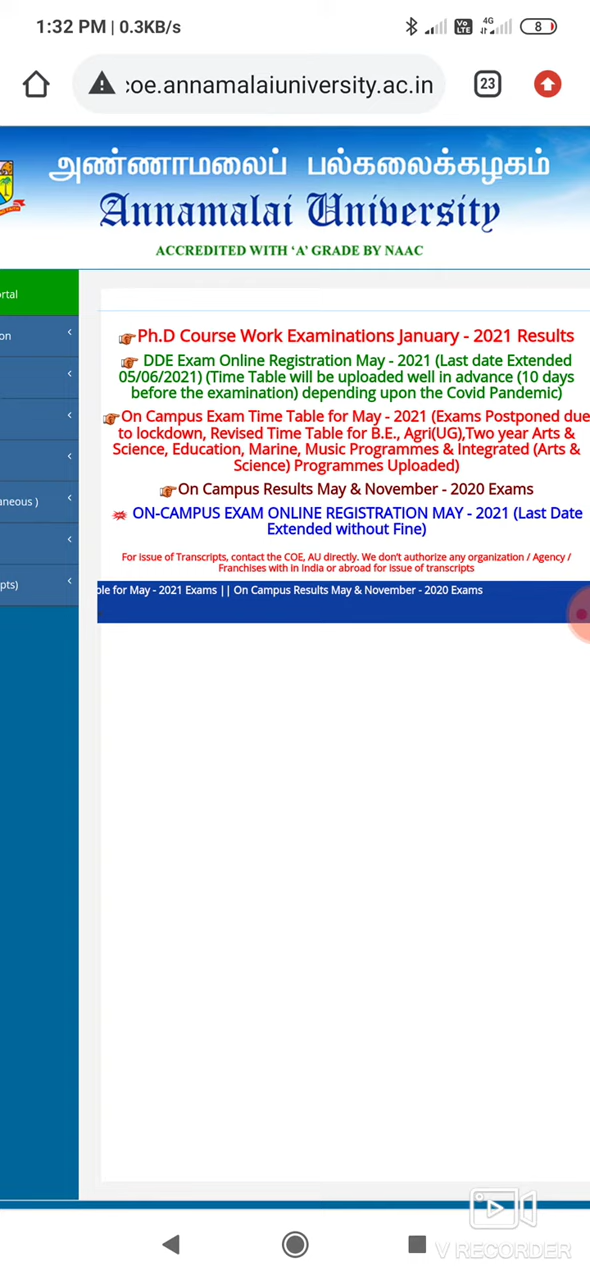 1:32 PM | 0.3KB/s
Vo
LTE
4G
8
coe.annamalaiuniversity.ac.in
23
அண்ணாமலைப் பல்கலைக்கழகம்
Annamalai University
ACCREDITED WITH ‘A’ GRADE BY NAAC
ortal
on
aneous )
pts)
Ph.D Course Work Examinations January - 2021 Results
DDE Exam Online Registration May - 2021 (Last date Extended
05/06/2021) (Time Table will be uploaded well in advance (10 days
before the examination) depending upon the Covid Pandemic)
On Campus Exam Time Table for May - 2021 (Exams Postponed due
to lockdown, Revised Time Table for B.E., Agri(UG),Two year Arts &
Science, Education, Marine, Music Programmes & Integrated (Arts &
Science) Programmes Uploaded)
On Campus Results May & November - 2020 Exams
ON-CAMPUS EXAM ONLINE REGISTRATION MAY - 2021 (Last Date
Extended without Fine)
For issue of Transcripts, contact the COE, AU directly. We don't authorize any organization / Agency /
Franchises with in India or abroad for issue of transcripts
ble for May - 2021 Exams || On Campus Results May & November - 2020 Exams
V RECORDER